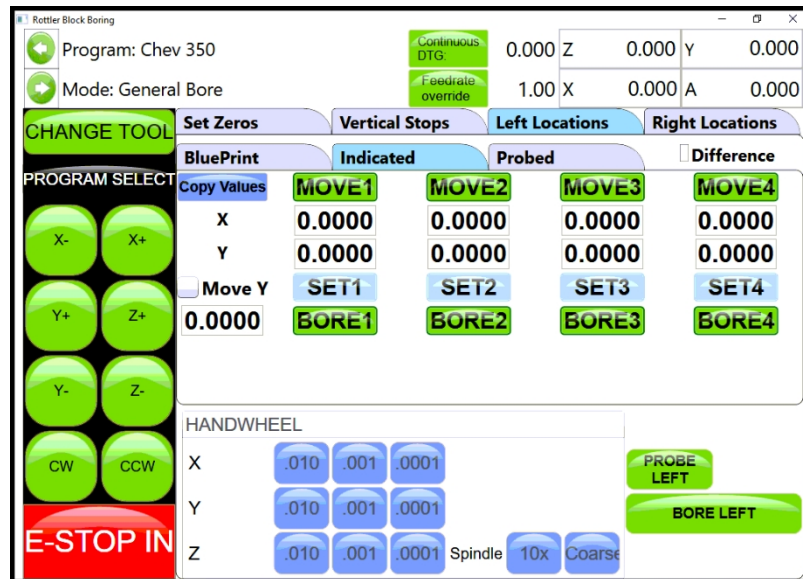 Rottler Block Boring
Program: Chev 350
Continuous DTG: 0.000 Z 0.000 Y 0.000
Mode: General Bore
Feedrate override 1.00 X 0.000 A 0.000
CHANGE TOOL
Set Zeros Vertical Stops Left Locations Right Locations
BluePrint Indicated Probed Difference
PROGRAM SELECT
Copy Values MOVE1 MOVE2 MOVE3 MOVE4
X 0.0000 0.0000 0.0000 0.0000
Y 0.0000 0.0000 0.0000 0.0000
Move Y SET1 SET2 SET3 SET4
0.0000 BORE1 BORE2 BORE3 BORE4
X- X+
Y+ Z+
Y- Z-
CW CCW
E-STOP IN
HANDWHEEL
X .010 .001 .0001
Y .010 .001 .0001
Z .010 .001 .0001 Spindle 10x Coarse
PROBE
LEFT
BORE LEFT